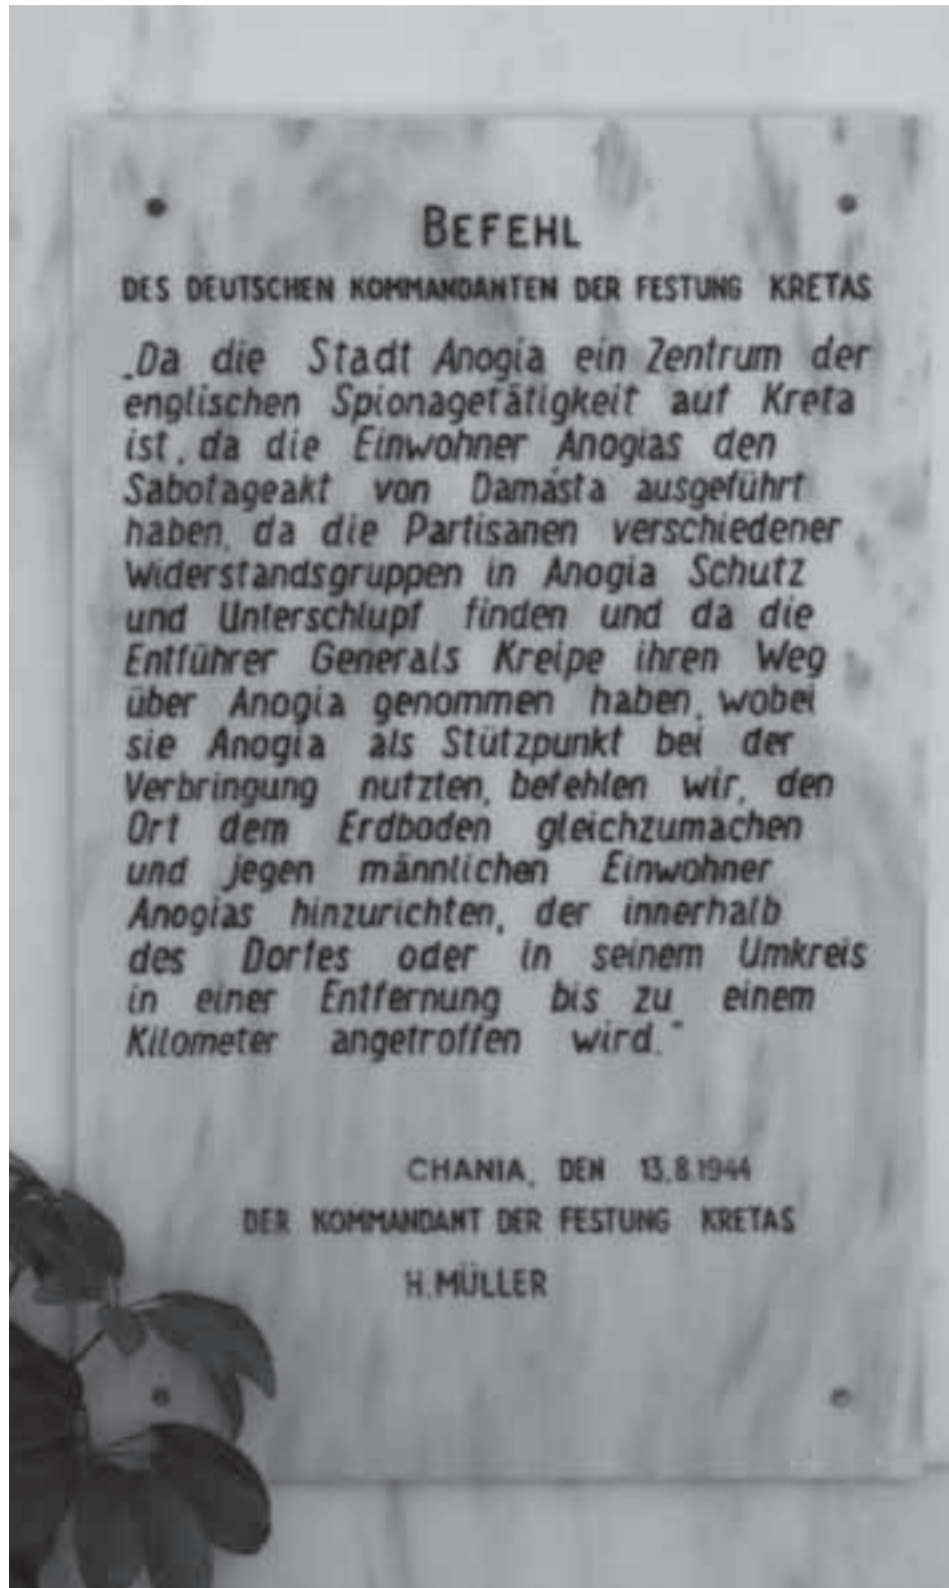 BEFEHL
DES DEUTSCHEN KOMMANDANTEN DER FESTUNG KRETAS
„Da die Stadt Anogia ein Zentrum der
englischen Spionagetätigkeit auf Kreta
ist, da die Einwohner Anogias den
Sabotageakt von Damásta ausgeführt
haben, da die Partisanen verschiedener
Widerstandsgruppen in Anogia Schutz
und Unterschlupf finden und da die
Entführer Generals Kreipe ihren Weg
über Anogia genommen haben, wobei
sie Anogia als Stützpunkt bei der
Verbringung nutzten, befehlen wir, den
Ort dem Erdboden gleichzumachen
und jegen männlichen Einwohner
Anogias hinzurichten, der innerhalb
des Dorfes oder in seinem Umkreis
in einer Entfernung bis zu einem
Kilometer angetroffen wird."
CHANIA, DEN 13.8.1944
DER KOMMANDANT DER FESTUNG KRETAS
H.MÜLLER